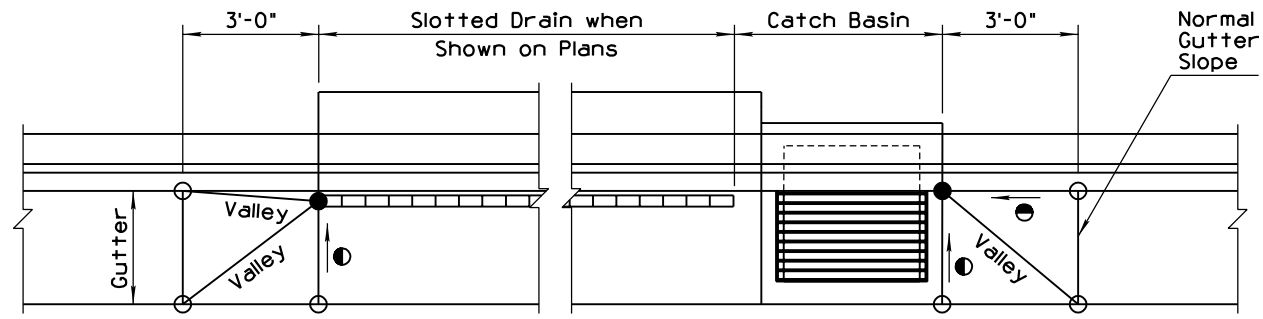 3'-0"
Slotted Drain when
Shown on Plans
Catch Basin
3'-0"
Normal
Gutter
Slope
Gutter
Valley
Valley
Valley